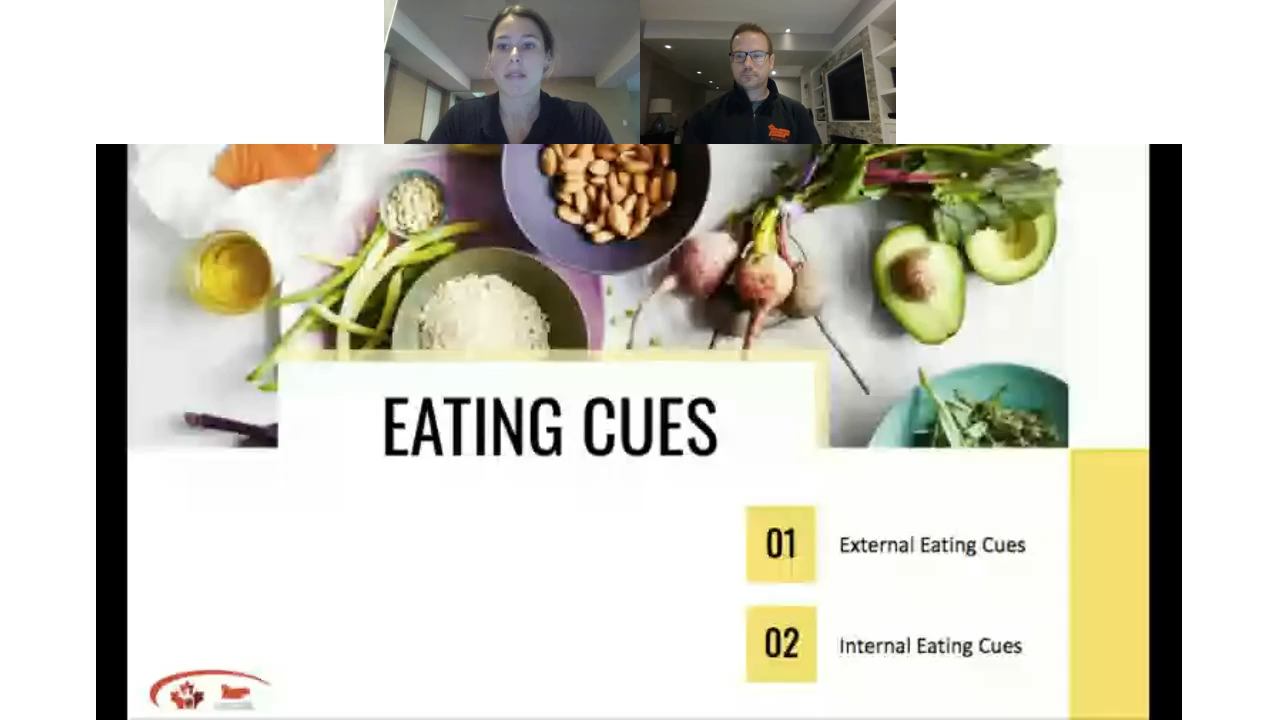 EATING CUES
01
External Eating Cues
02
Internal Eating Cues